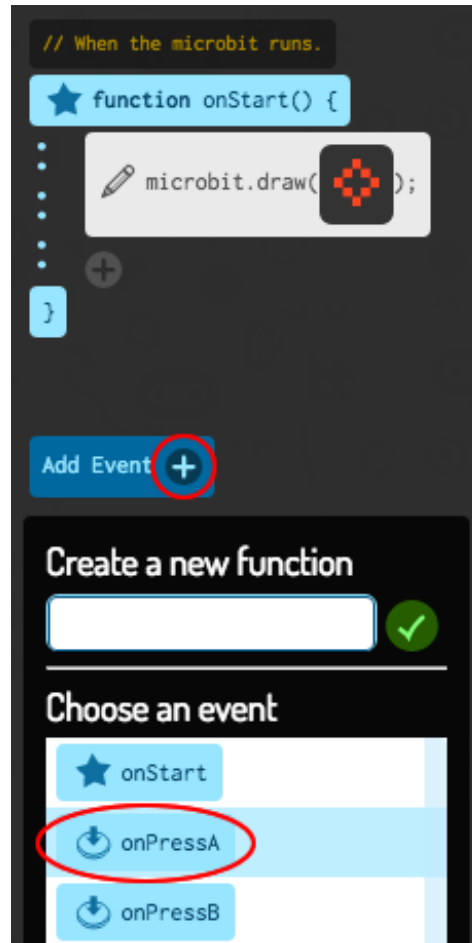 // When the microbit runs.
function onStart() {
microbit.draw( );
}
Add Event
Create a new function
Choose an event
onStart
onPressA
onPressB